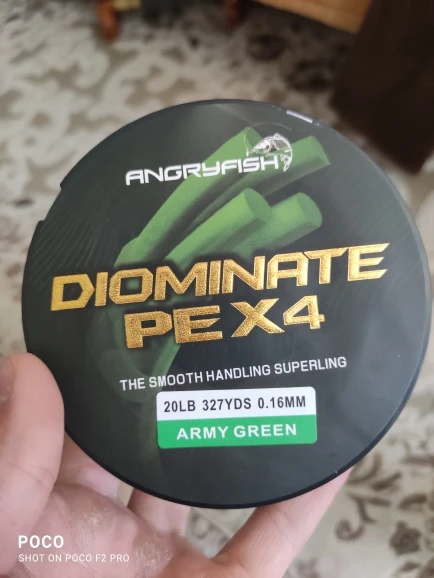 ANGRYFISH
DIOMINATE
PE X4
THE SMOOTH HANDLING SUPERLING
20LB 327YDS 0.16MM
ARMY GREEN
POCO
SHOT ON POCO F2 PRO